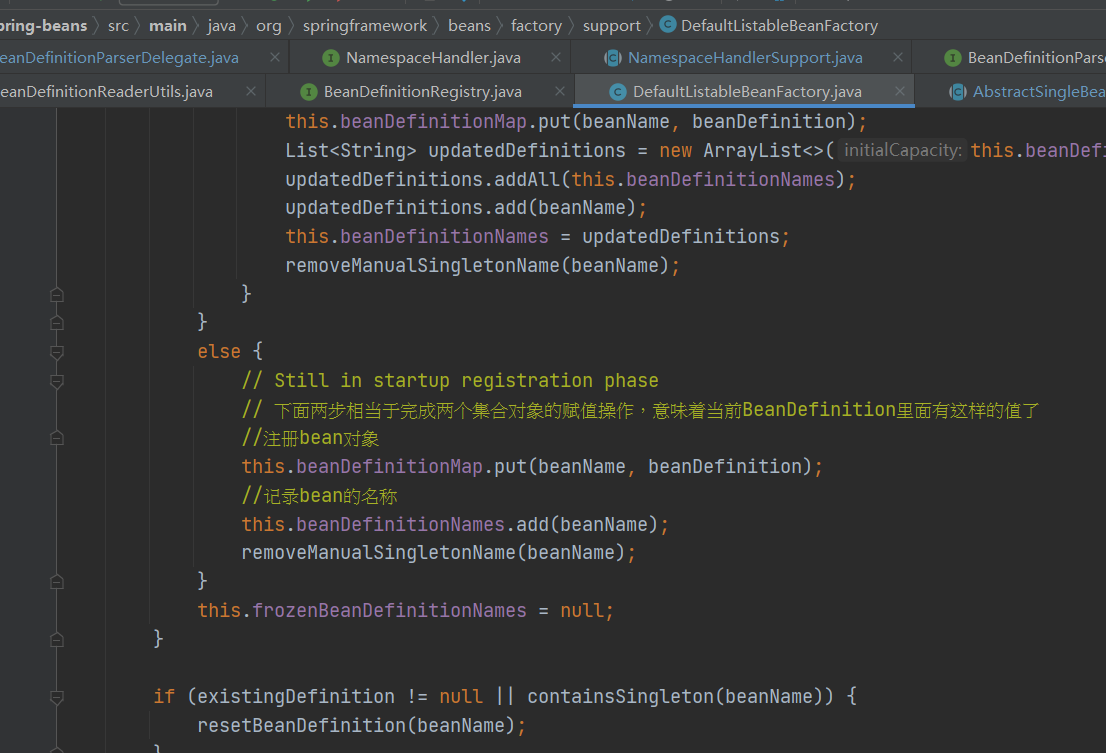 ring-beans 〉 src 〉 main 〉 java 〉 org 〉 springframework 〉 beans 〉 factory 〉 support 〉 DefaultListableBeanFactory
eanDefinitionParserDelegate.java NamespaceHandler.java NamespaceHandlerSupport.java BeanDefinitionParse
eanDefinitionReaderUtils.java BeanDefinitionRegistry.java DefaultListableBeanFactory.java AbstractSingleBea
this.beanDefinitionMap.put(beanName, beanDefinition);
List<String> updatedDefinitions = new ArrayList<>( initialCapacity: this.beanDefi
updatedDefinitions.addAll(this.beanDefinitionNames);
updatedDefinitions.add(beanName);
this.beanDefinitionNames = updatedDefinitions;
removeManualSingletonName(beanName);
}
}
else {
// Still in startup registration phase
// 下面两步相当于完成两个集合对象的赋值操作，意味着当前BeanDefinition里面有这样的值了
//注册bean对象
this.beanDefinitionMap.put(beanName, beanDefinition);
//记录bean的名称
this.beanDefinitionNames.add(beanName);
removeManualSingletonName(beanName);
}
this.frozenBeanDefinitionNames = null;
}
if (existingDefinition != null || containsSingleton(beanName)) {
resetBeanDefinition(beanName);
}